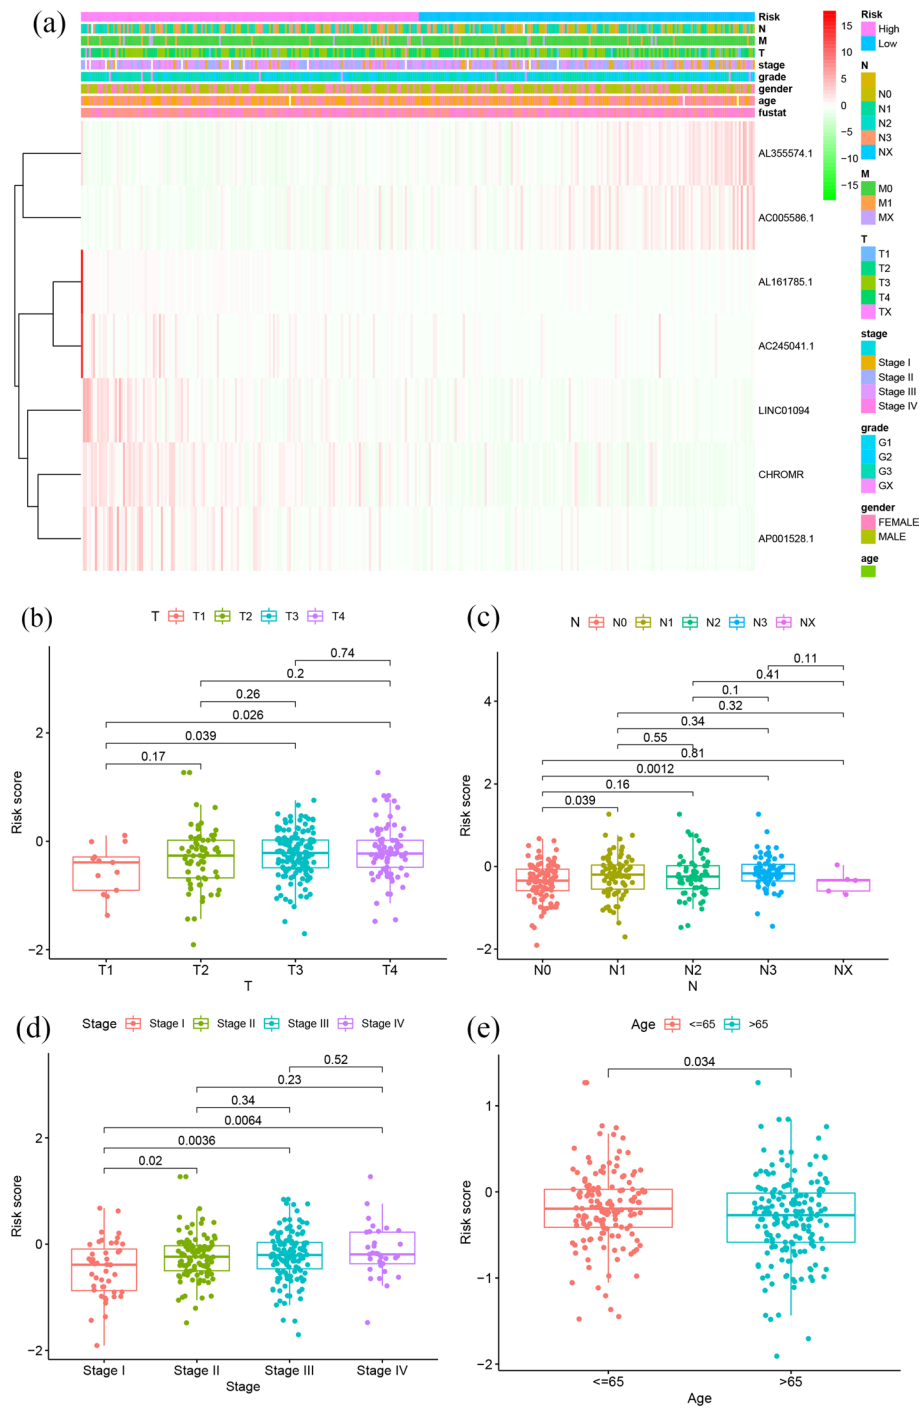 (a)
Risk
N
M
T
stage
grade
gender
age
fustat
AL355574.1
AC005586.1
AL161785.1
AC245041.1
LINC01094
CHROMR
AP001528.1
15
10
5
0
−5
−10
−15
Risk
High
Low
N
N0
N1
N2
N3
NX
M
M0
M1
MX
T
T1
T2
T3
T4
TX
stage
Stage I
Stage II
Stage III
Stage IV
grade
G1
G2
G3
GX
gender
FEMALE
MALE
age
(b)
T T1 T2 T3 T4
Risk score
2
0
−2
0.74
0.2
0.26
0.026
0.039
0.17
T1 T2 T3 T4
T
(c)
N N0 N1 N2 N3 NX
Risk score
4
2
0
−2
0.11
0.41
0.1
0.32
0.34
0.55
0.81
0.0012
0.16
0.039
N0 N1 N2 N3 NX
N
(d)
Stage Stage I Stage II Stage III Stage IV
Risk score
2
0
−2
0.52
0.23
0.34
0.0064
0.0036
0.02
Stage I Stage II Stage III Stage IV
Stage
(e)
Age <=65 >65
Risk score
1
0
−1
−2
0.034
<=65 >65
Age